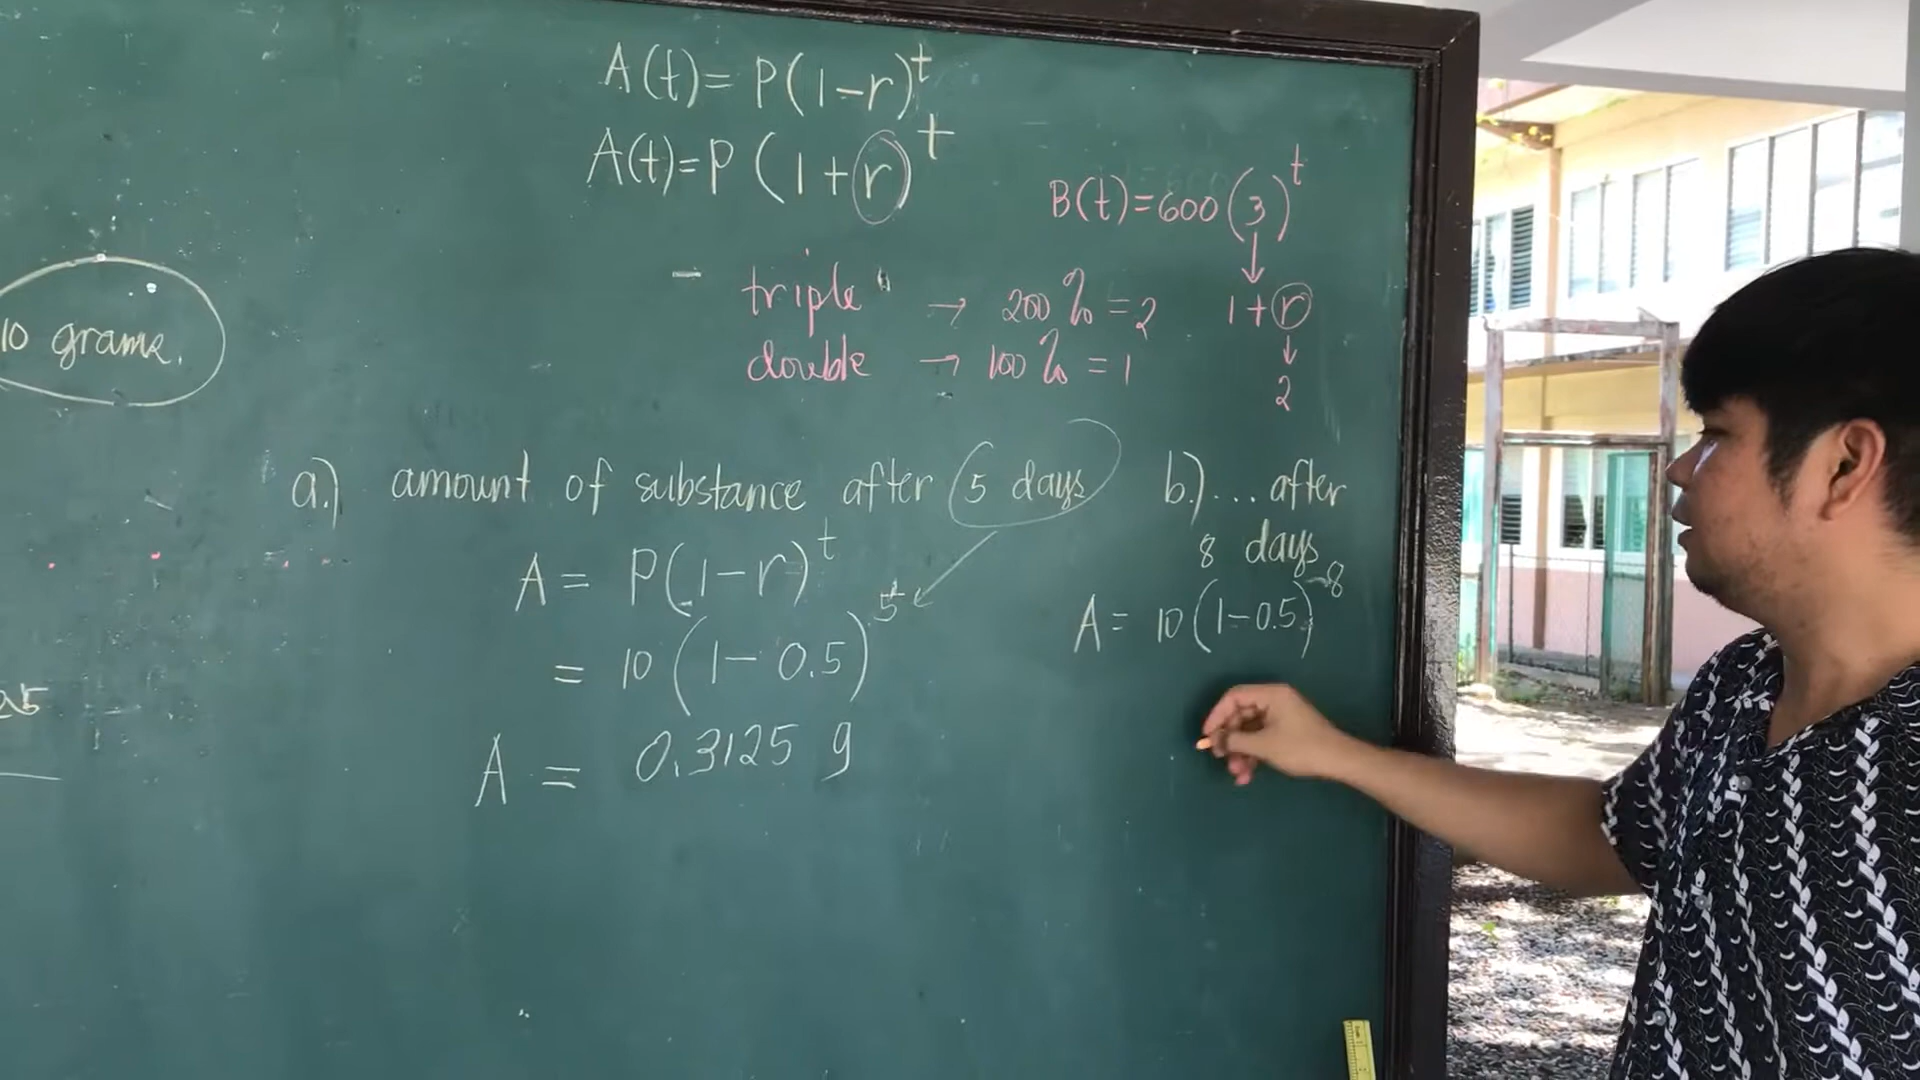 A(t)= P(1-r)^t
A(t)=P(1+r)^t
B(t)=600(3)^t
triple → 200%=2
1+r
double → 100%=1
2
10 grams.
a.) amount of substance after 5 days
b.) ... after
8 days
A = P(1-r)^t
= 10(1-0.5)^5
A = 10(1-0.5)^8
A = 0.3125 g